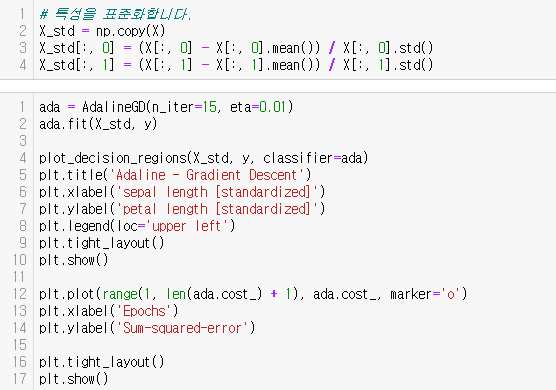 1 # 특성을 표준화합니다.
2 X_std = np.copy(X)
3 X_std[:, 0] = (X[:, 0] - X[:, 0].mean()) / X[:, 0].std()
4 X_std[:, 1] = (X[:, 1] - X[:, 1].mean()) / X[:, 1].std()
1 ada = AdalineGD(n_iter=15, eta=0.01)
2 ada.fit(X_std, y)
3
4 plot_decision_regions(X_std, y, classifier=ada)
5 plt.title('Adaline - Gradient Descent')
6 plt.xlabel('sepal length [standardized]')
7 plt.ylabel('petal length [standardized]')
8 plt.legend(loc='upper left')
9 plt.tight_layout()
10 plt.show()
11
12 plt.plot(range(1, len(ada.cost_) + 1), ada.cost_, marker='o')
13 plt.xlabel('Epochs')
14 plt.ylabel('Sum-squared-error')
15
16 plt.tight_layout()
17 plt.show()